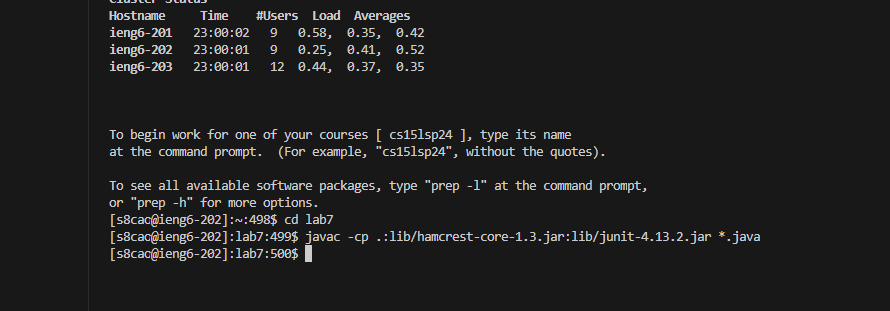 Cluster Status
Hostname Time #Users Load Averages
ieng6-201 23:00:02 9 0.58, 0.35, 0.42
ieng6-202 23:00:01 9 0.25, 0.41, 0.52
ieng6-203 23:00:01 12 0.44, 0.37, 0.35
To begin work for one of your courses [ cs15lsp24 ], type its name
at the command prompt. (For example, "cs15lsp24", without the quotes).
To see all available software packages, type "prep -l" at the command prompt,
or "prep -h" for more options.
[s8cao@ieng6-202]:~:498$ cd lab7
[s8cao@ieng6-202]:lab7:499$ javac -cp .:lib/hamcrest-core-1.3.jar:lib/junit-4.13.2.jar *.java
[s8cao@ieng6-202]:lab7:500$